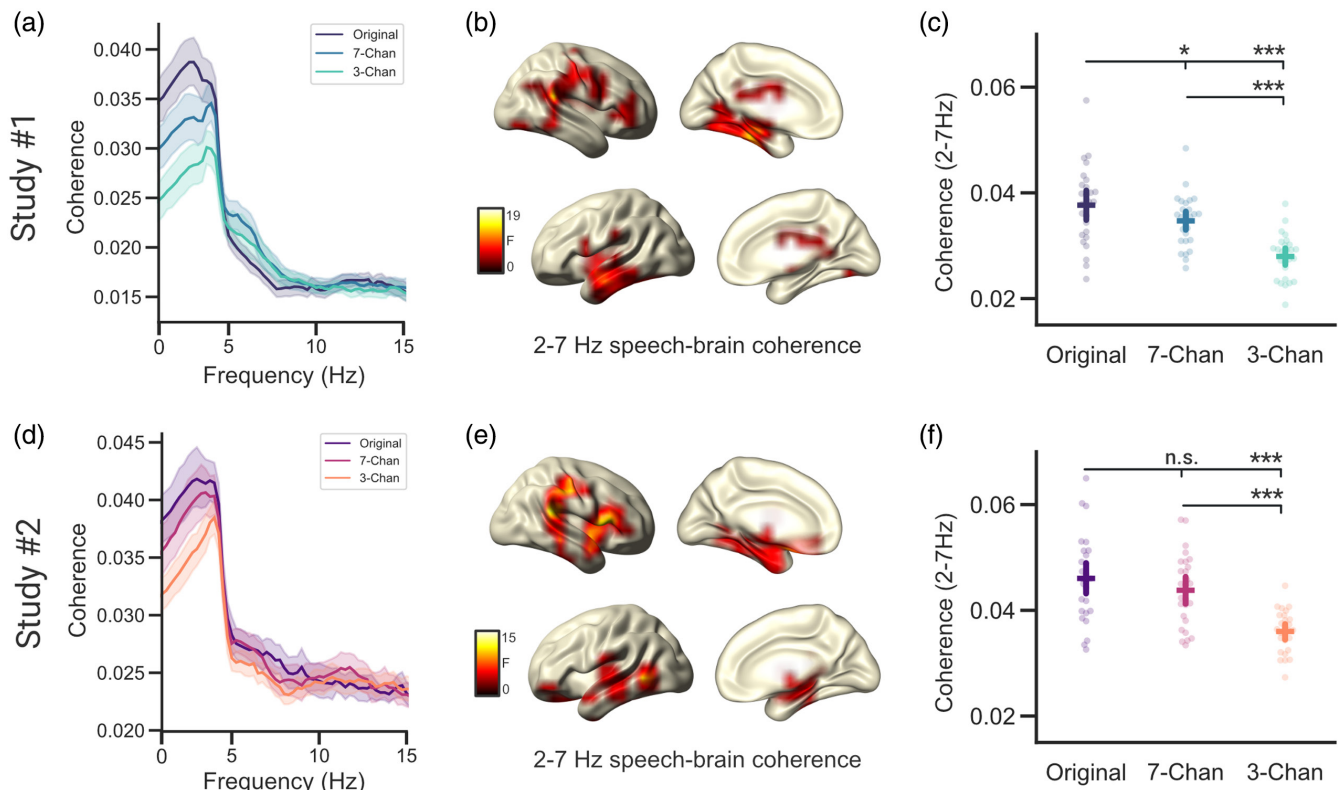 (a)
Study #1
Coherence
0.040
0.035
0.030
0.025
0.020
0.015
0
5
10
15
Frequency (Hz)
Original
7-Chan
3-Chan
(b)
19
F
0
2-7 Hz speech-brain coherence
(c)
Coherence (2-7Hz)
0.06
0.04
0.02
*
***
***
Original
7-Chan
3-Chan
(d)
Study #2
Coherence
0.045
0.040
0.035
0.030
0.025
0.020
0
5
10
15
Frequency (Hz)
Original
7-Chan
3-Chan
(e)
15
F
0
2-7 Hz speech-brain coherence
(f)
Coherence (2-7Hz)
0.06
0.04
0.02
n.s.
***
***
Original
7-Chan
3-Chan